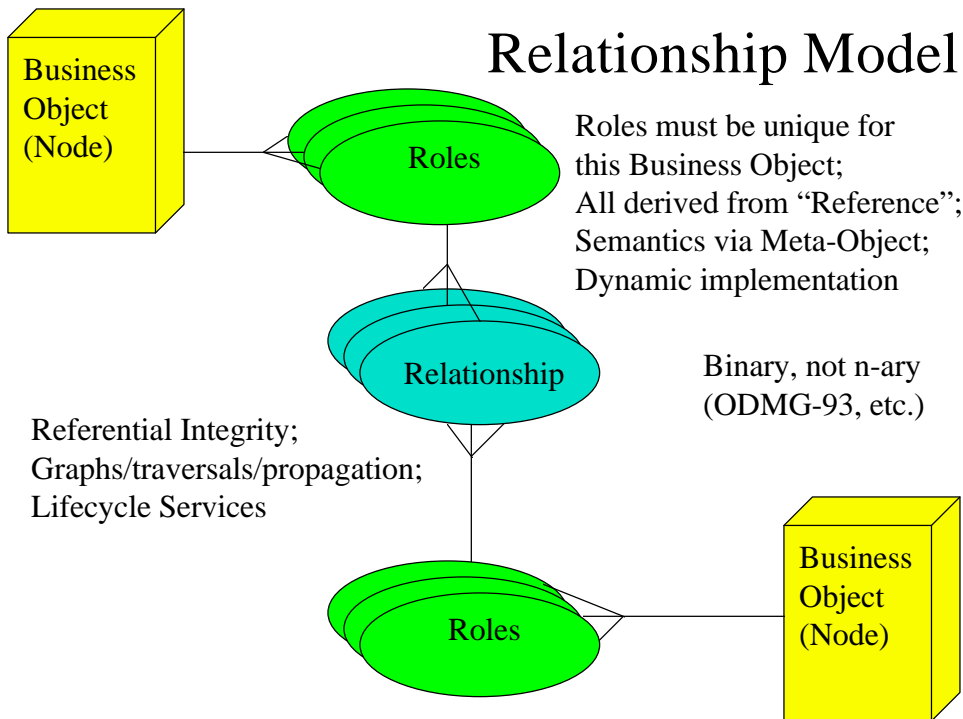 Relationship Model
Business
Object
(Node)
Roles
Roles must be unique for
this Business Object;
All derived from “Reference”;
Semantics via Meta-Object;
Dynamic implementation
Relationship
Binary, not n-ary
(ODMG-93, etc.)
Referential Integrity;
Graphs/traversals/propagation;
Lifecycle Services
Roles
Business
Object
(Node)